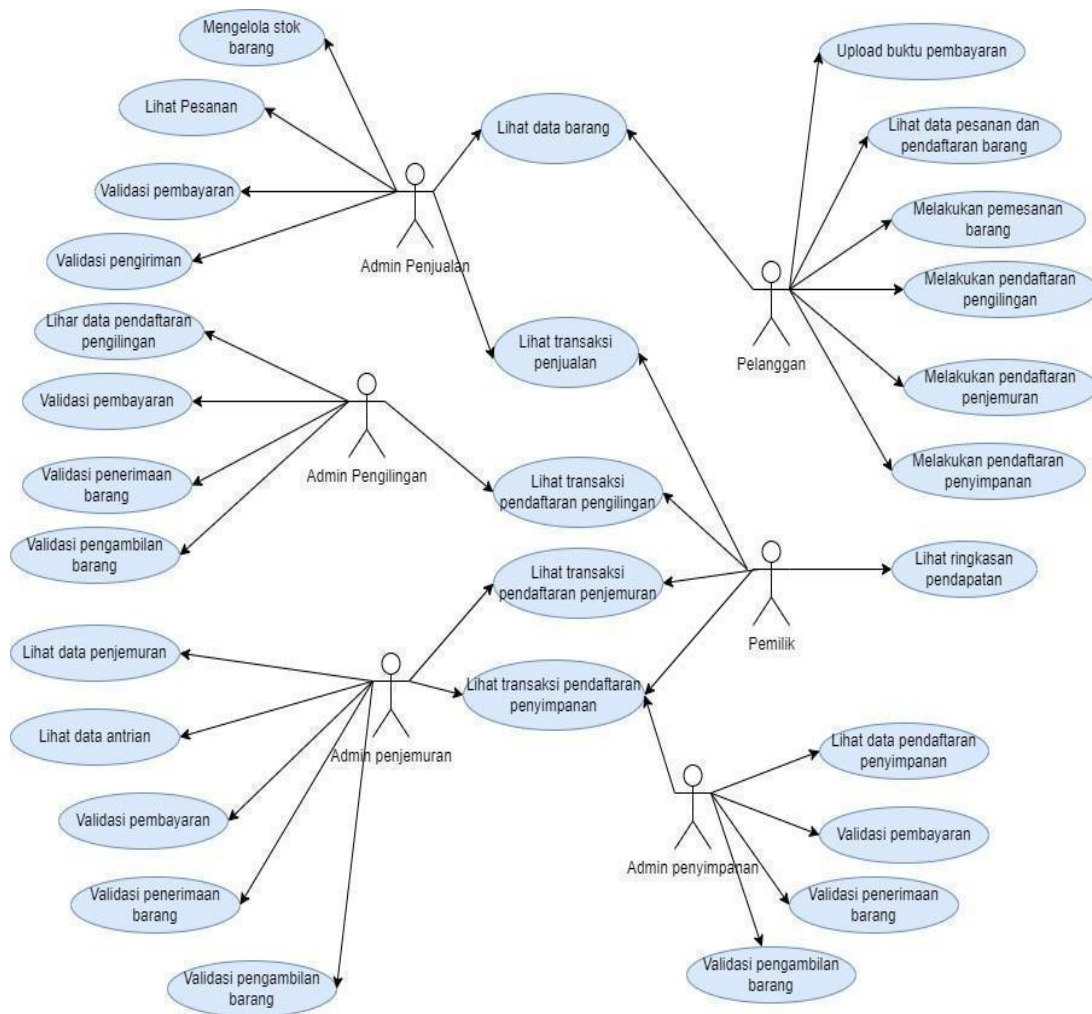 Mengelola stok
barang
Upload buktu pembayaran
Lihat Pesanan
Lihat data barang
Lihat data pesanan dan
pendaftaran barang
Validasi pembayaran
Melakukan pemesanan
barang
Validasi pengiriman
Admin Penjualan
Melakukan pendaftaran
pengilingan
Lihar data pendaftaran
pengilingan
Lihat transaksi
penjualan
Pelanggan
Melakukan pendaftaran
penjemuran
Validasi pembayaran
Admin Pengilingan
Validasi penerimaan
barang
Lihat transaksi
pendaftaran pengilingan
Melakukan pendaftaran
penyimpanan
Validasi pengambilan
barang
Lihat transaksi
pendaftaran penjemuran
Lihat ringkasan
pendapatan
Pemilik
Lihat data penjemuran
Lihat transaksi pendaftaran
penyimpanan
Lihat data antrian
Admin penjemuran
Lihat data pendaftaran
penyimpanan
Validasi pembayaran
Validasi pembayaran
Admin penyimpanan
Validasi penerimaan
barang
Validasi penerimaan
barang
Validasi pengambilan
barang
Validasi pengambilan
barang